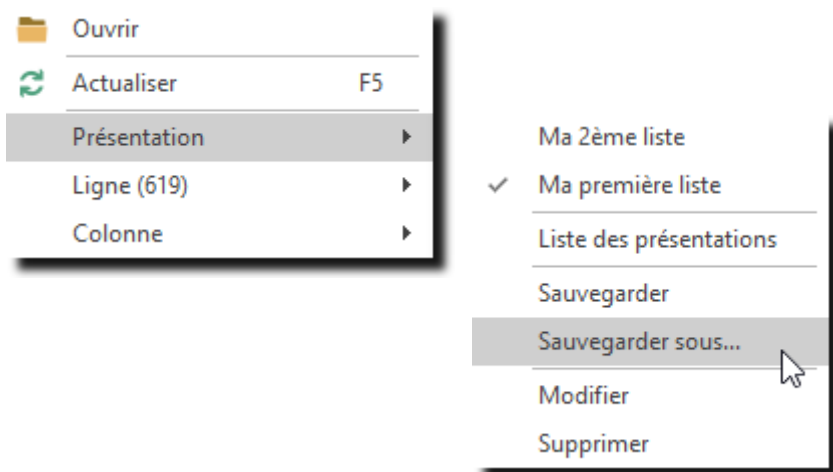 Ouvrir
Actualiser F5
Présentation
Ligne (619)
Colonne
Ma 2ème liste
Ma première liste
Liste des présentations
Sauvegarder
Sauvegarder sous...
Modifier
Supprimer